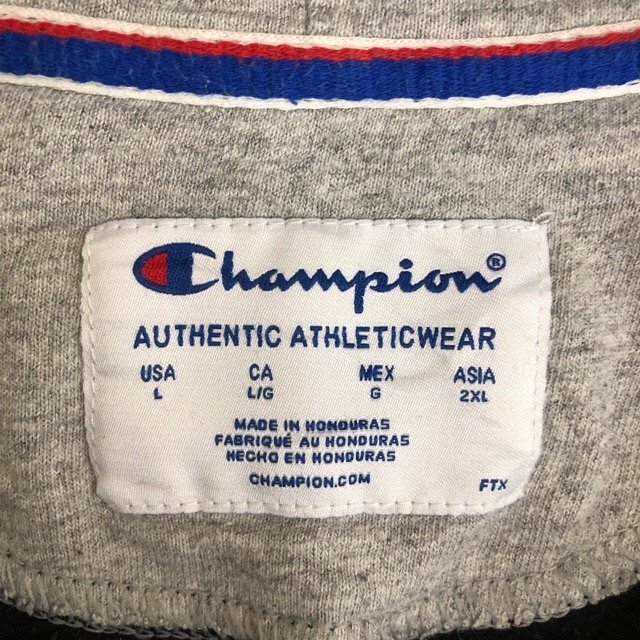 Champion®
AUTHENTIC ATHLETICWEAR
USA CA MEX ASIA
L L/G G 2XL
MADE IN HONDURAS
FABRIQUÉ AU HONDURAS
HECHO EN HONDURAS
CHAMPION.COM
FTX